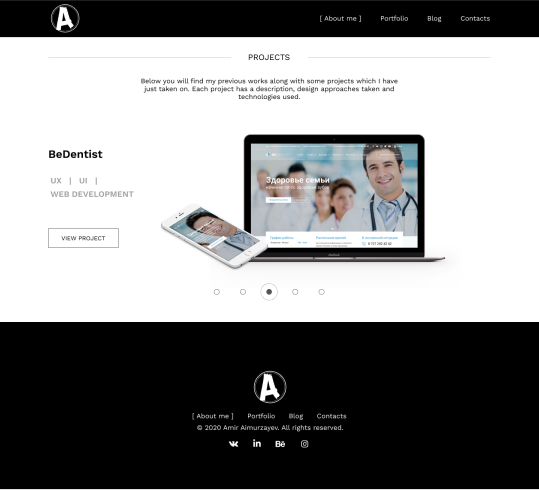 A
[ About me ] Portfolio Blog Contacts
PROJECTS
Below you will find my previous works along with some projects which I have
just taken on. Each project has a description, design approaches taken and
technologies used.
BeDentist
UX | UI |
WEB DEVELOPMENT
VIEW PROJECT
Здоровье семьи
A
[ About me ] Portfolio Blog Contacts
© 2020 Amir Aimurzayev. All rights reserved.
in Bē